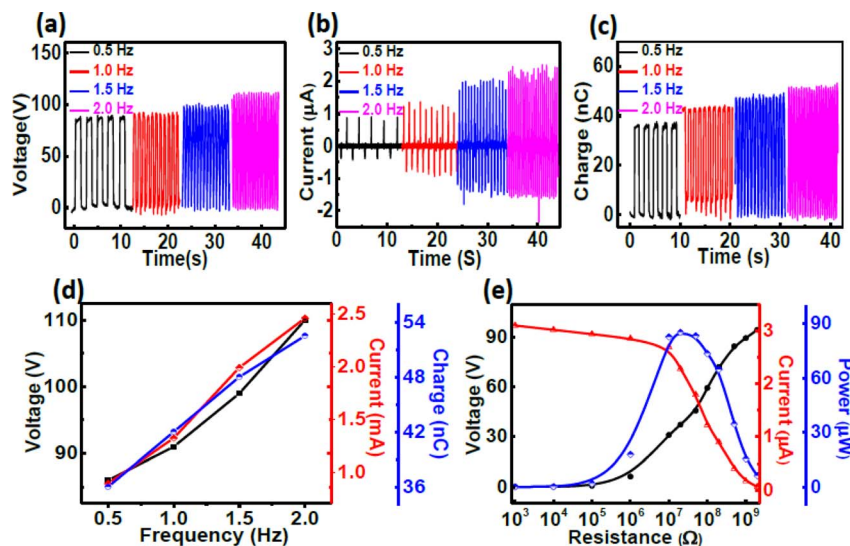 (a)
0.5 Hz
1.0 Hz
1.5 Hz
2.0 Hz
150
100
50
0
Voltage(V)
0 10 20 30 40
Time(s)
(b)
0.5 Hz
1.0 Hz
1.5 Hz
2.0 Hz
3
2
1
0
-1
-2
Current (μA)
0 10 20 30 40
Time (S)
(c)
0.5 Hz
1.0 Hz
1.5 Hz
2.0 Hz
60
40
20
0
Charge (nC)
0 10 20 30 40
Time (s)
(d)
110
100
90
Voltage (V)
0.5 1.0 1.5 2.0
Frequency (Hz)
2.5
2.0
1.5
1.0
Current (mA)
54
48
42
36
Charge (nC)
(e)
90
60
30
0
Voltage (V)
10³ 10⁴ 10⁵ 10⁶ 10⁷ 10⁸ 10⁹
Resistance (Ω)
3
2
1
0
Current (μA)
90
60
30
0
Power (μW)